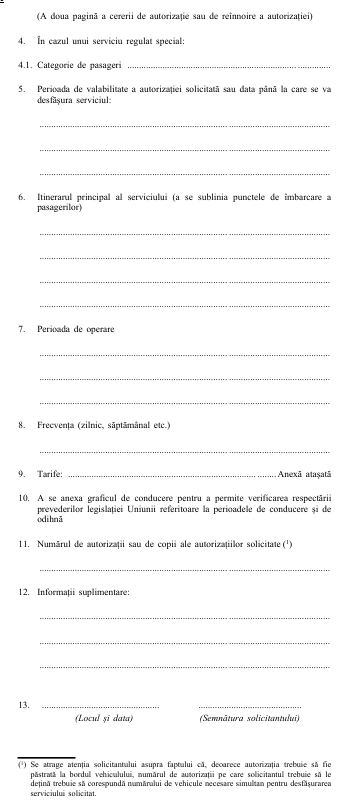 (A doua pagină a cererii de autorizație sau de reînnoire a autorizației)
4. În cazul unui serviciu regulat special:
4.1. Categorie de pasageri ................................................................................
5. Perioada de valabilitate a autorizației solicitată sau data până la care se va
desfășura serviciul:
................................................................................
................................................................................
................................................................................
6. Itinerarul principal al serviciului (a se sublinia punctele de îmbarcare a
pasagerilor)
................................................................................
................................................................................
................................................................................
................................................................................
7. Perioada de operare
................................................................................
................................................................................
................................................................................
8. Frecvența (zilnic, săptămânal etc.)
................................................................................
9. Tarife: ................................................................................ Anexă atașată
10. A se anexa graficul de conducere pentru a permite verificarea respectării
prevederilor legislației Uniunii referitoare la perioadele de conducere și de
odihnă
11. Numărul de autorizații sau de copii ale autorizațiilor solicitate (¹)
................................................................................
12. Informații suplimentare:
................................................................................
................................................................................
................................................................................
13. ........................................ ........................................
(Locul și data) (Semnătura solicitantului)
(¹) Se atrage atenția solicitantului asupra faptului că, deoarece autorizația trebuie să fie
păstrată la bordul vehiculului, numărul de autorizații pe care solicitantul trebuie să le
dețină trebuie să corespundă numărului de vehicule necesare simultan pentru desfășurarea
serviciului solicitat.